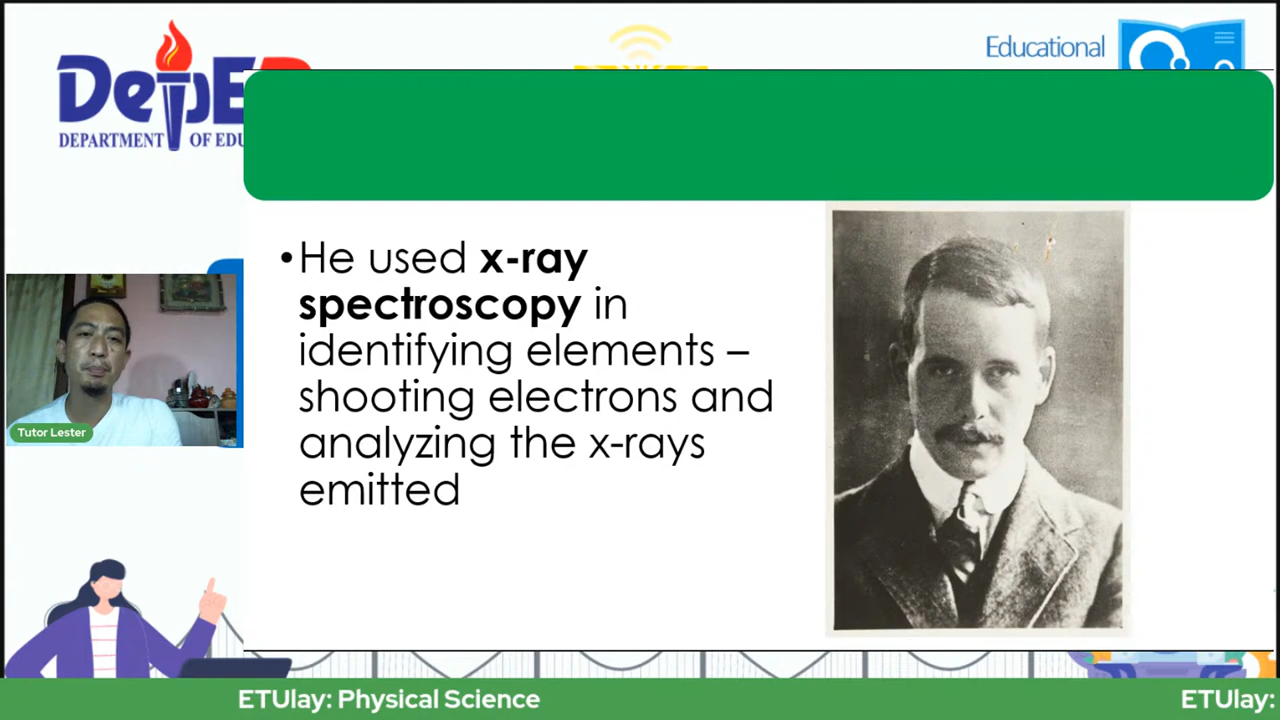 DepED
DEPARTMENT OF EDU
Educational
•He used x-ray
spectroscopy in
identifying elements –
shooting electrons and
analyzing the x-rays
emitted
Tutor Lester
ETUlay: Physical Science
ETUlay: